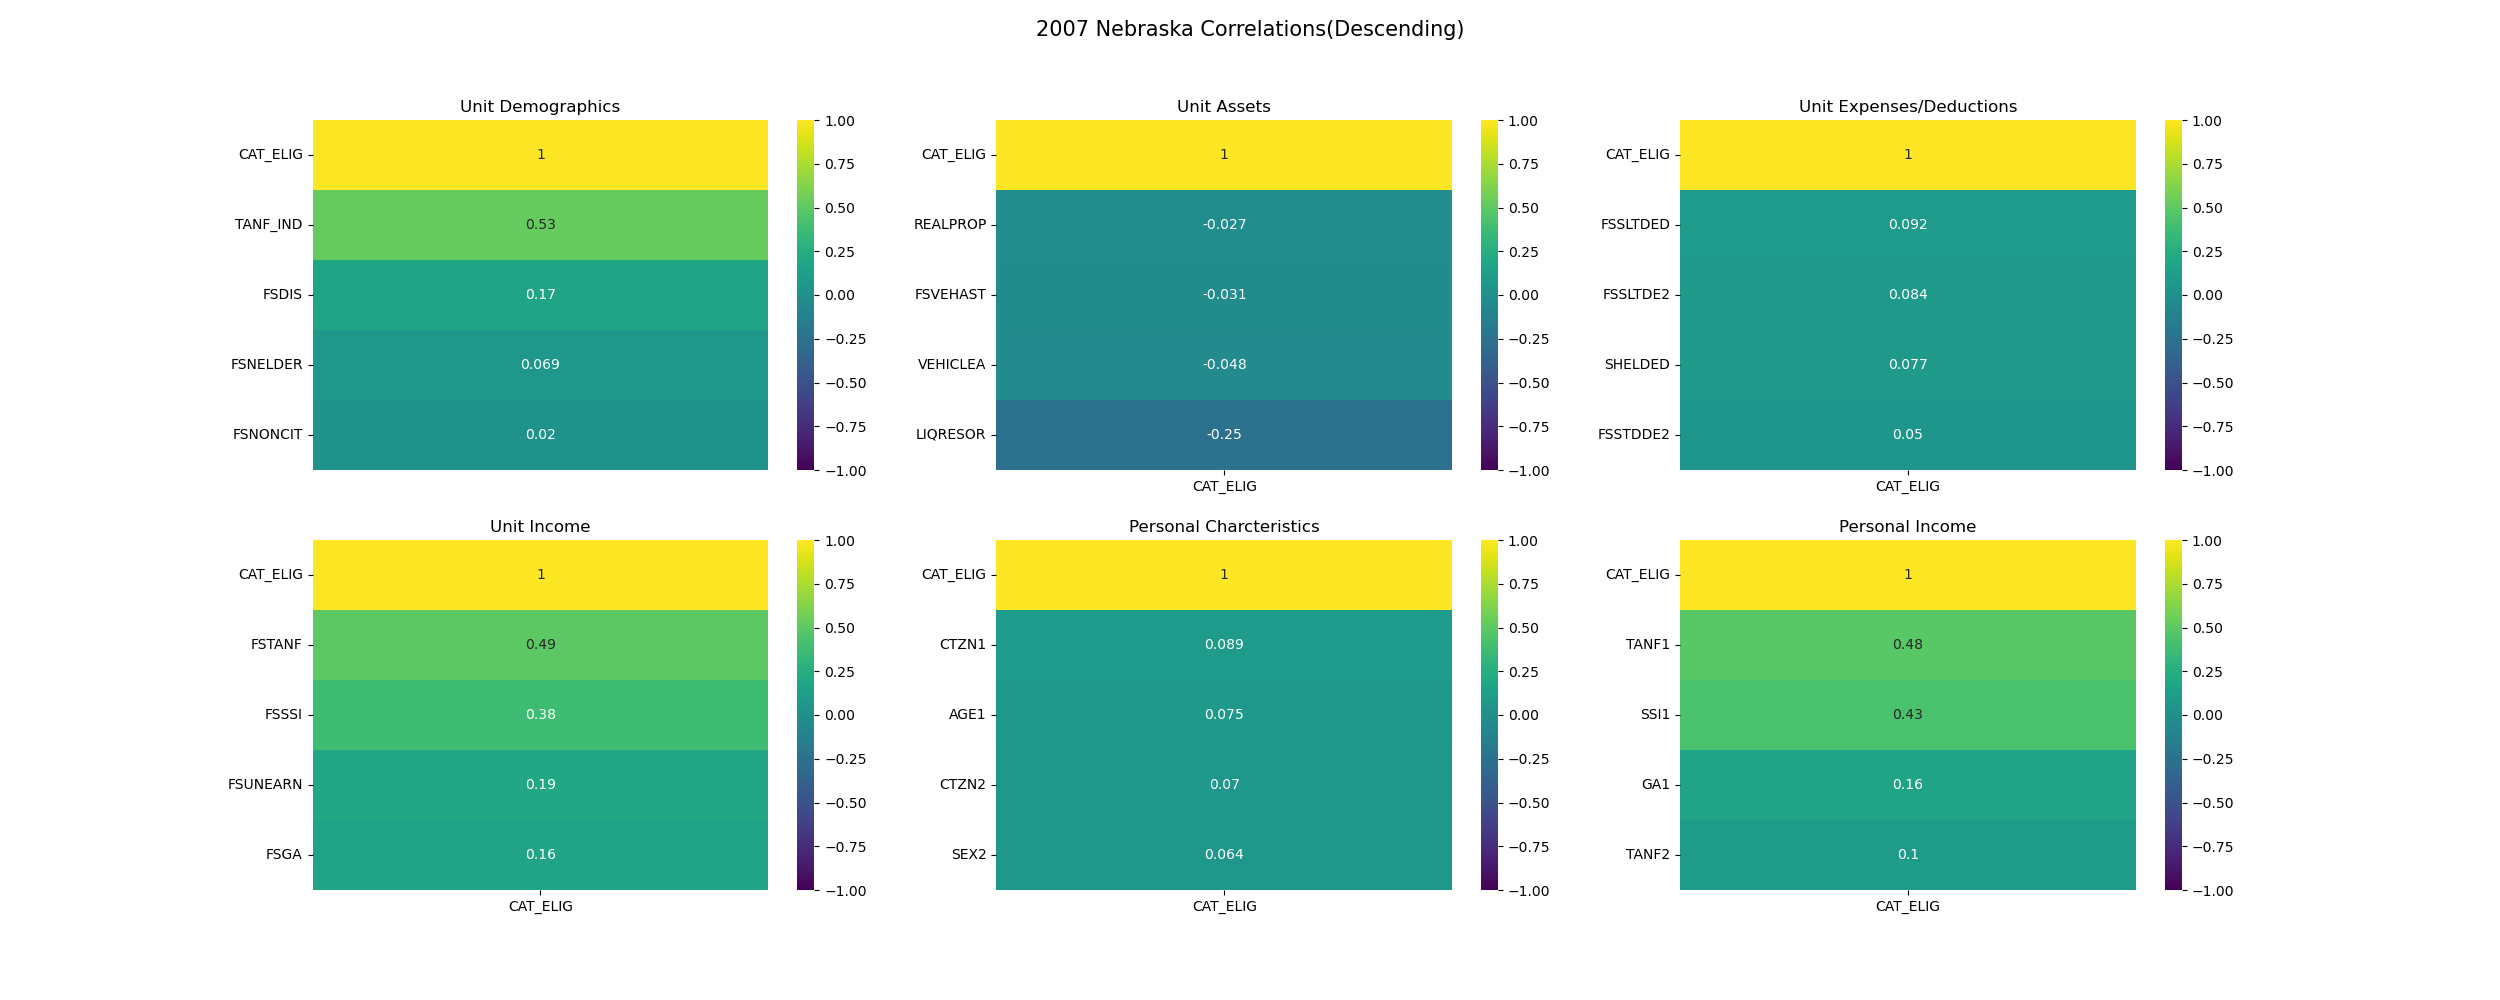 2007 Nebraska Correlations(Descending)
Unit Demographics
CAT_ELIG
TANF_IND
FSDIS
FSNELDER
FSNONCIT
1
0.53
0.17
0.069
0.02
1.00
0.75
0.50
0.25
0.00
−0.25
−0.50
−0.75
−1.00
Unit Assets
CAT_ELIG
REALPROP
FSVEHAST
VEHICLEA
LIQRESOR
1
-0.027
-0.031
-0.048
-0.25
CAT_ELIG
1.00
0.75
0.50
0.25
0.00
−0.25
−0.50
−0.75
−1.00
Unit Expenses/Deductions
CAT_ELIG
FSSLTDED
FSSLTDE2
SHELDED
FSSTDDE2
1
0.092
0.084
0.077
0.05
CAT_ELIG
1.00
0.75
0.50
0.25
0.00
−0.25
−0.50
−0.75
−1.00
Unit Income
CAT_ELIG
FSTANF
FSSSI
FSUNEARN
FSGA
1
0.49
0.38
0.19
0.16
CAT_ELIG
1.00
0.75
0.50
0.25
0.00
−0.25
−0.50
−0.75
−1.00
Personal Charcteristics
CAT_ELIG
CTZN1
AGE1
CTZN2
SEX2
1
0.089
0.075
0.07
0.064
CAT_ELIG
1.00
0.75
0.50
0.25
0.00
−0.25
−0.50
−0.75
−1.00
Personal Income
CAT_ELIG
TANF1
SSI1
GA1
TANF2
1
0.48
0.43
0.16
0.1
CAT_ELIG
1.00
0.75
0.50
0.25
0.00
−0.25
−0.50
−0.75
−1.00